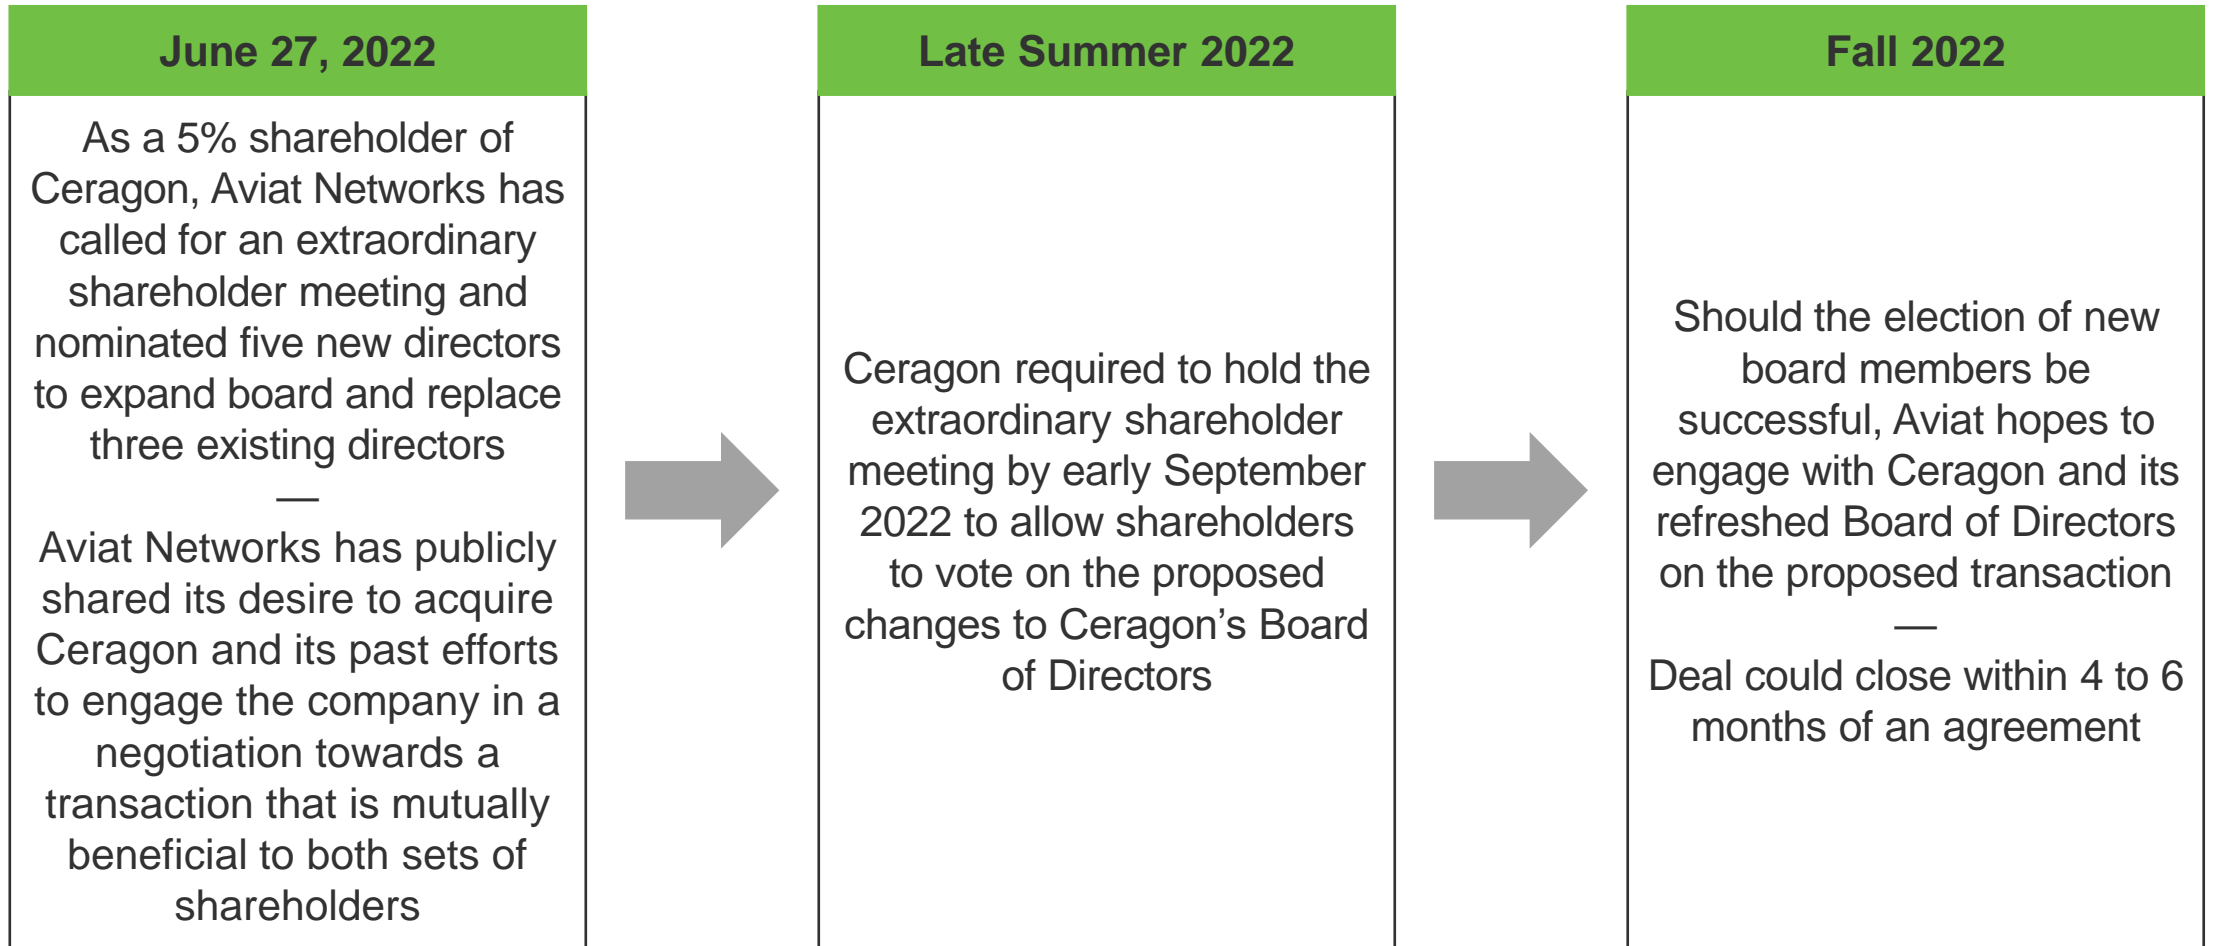 June 27, 2022
As a 5% shareholder of
Ceragon, Aviat Networks has
called for an extraordinary
shareholder meeting and
nominated five new directors
to expand board and replace
three existing directors
—
Aviat Networks has publicly
shared its desire to acquire
Ceragon and its past efforts
to engage the company in a
negotiation towards a
transaction that is mutually
beneficial to both sets of
shareholders
Late Summer 2022
Ceragon required to hold the
extraordinary shareholder
meeting by early September
2022 to allow shareholders
to vote on the proposed
changes to Ceragon’s Board
of Directors
Fall 2022
Should the election of new
board members be
successful, Aviat hopes to
engage with Ceragon and its
refreshed Board of Directors
on the proposed transaction
—
Deal could close within 4 to 6
months of an agreement